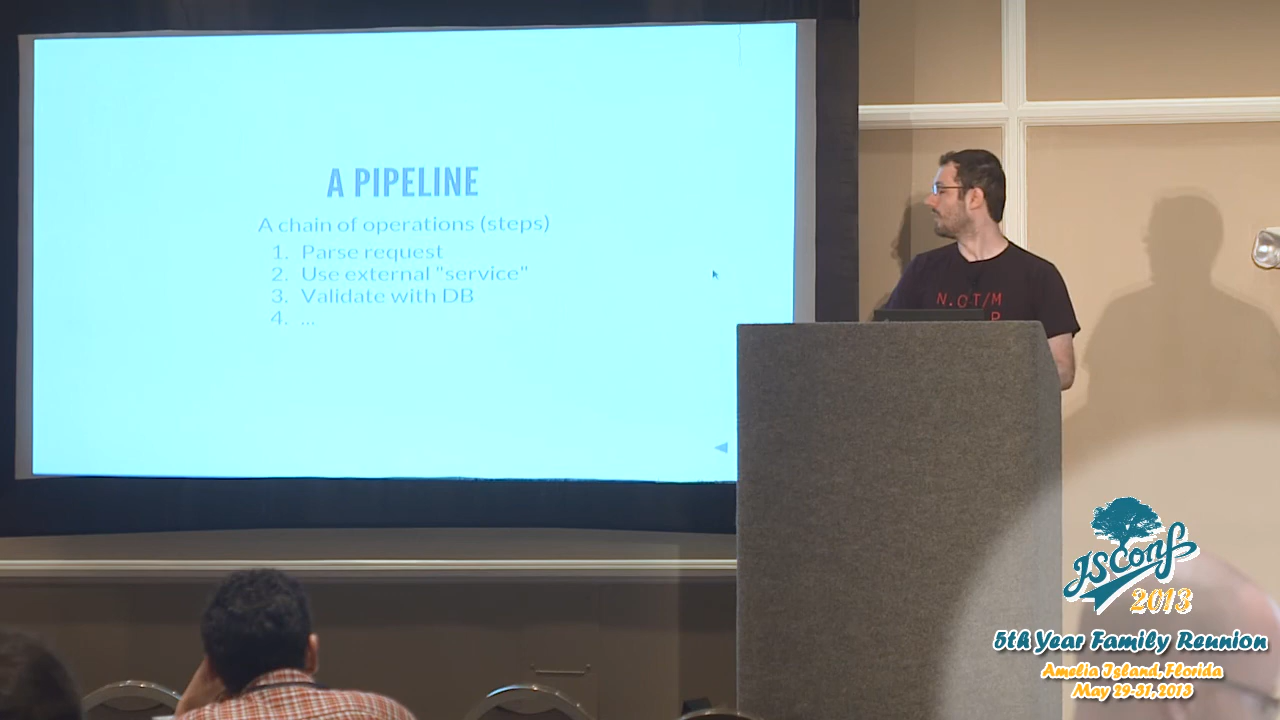 A PIPELINE
A chain of operations (steps)
1. Parse request
2. Use external "service"
3. Validate with DB
4. ...
N.OT/M
P
JSConf
2013
5th Year Family Reunion
Amelia Island, Florida
May 29-31, 2013